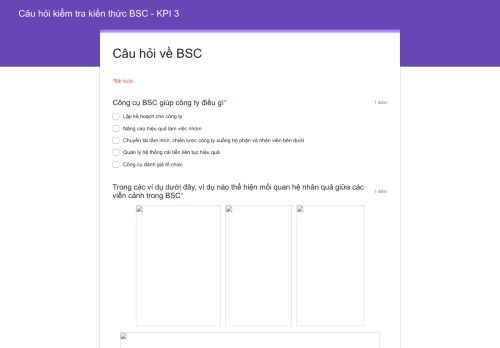 Câu hỏi kiểm tra kiến thức BSC - KPI 3
Câu hỏi về BSC
*Bắt buộc
Công cụ BSC giúp công ty điều gì*
1 điểm
Lập kế hoạch cho công ty
Nâng cao hiệu quả làm việc nhóm
Chuyển tải tầm nhìn, chiến lược công ty xuống bộ phận và nhân viên bên dưới
Quản lý hệ thống cải tiến liên tục hiệu quả
Công cụ đánh giá tổ chức
Trong các ví dụ dưới đây, ví dụ nào thể hiện mối quan hệ nhân quả giữa các
viễn cảnh trong BSC*
1 điểm